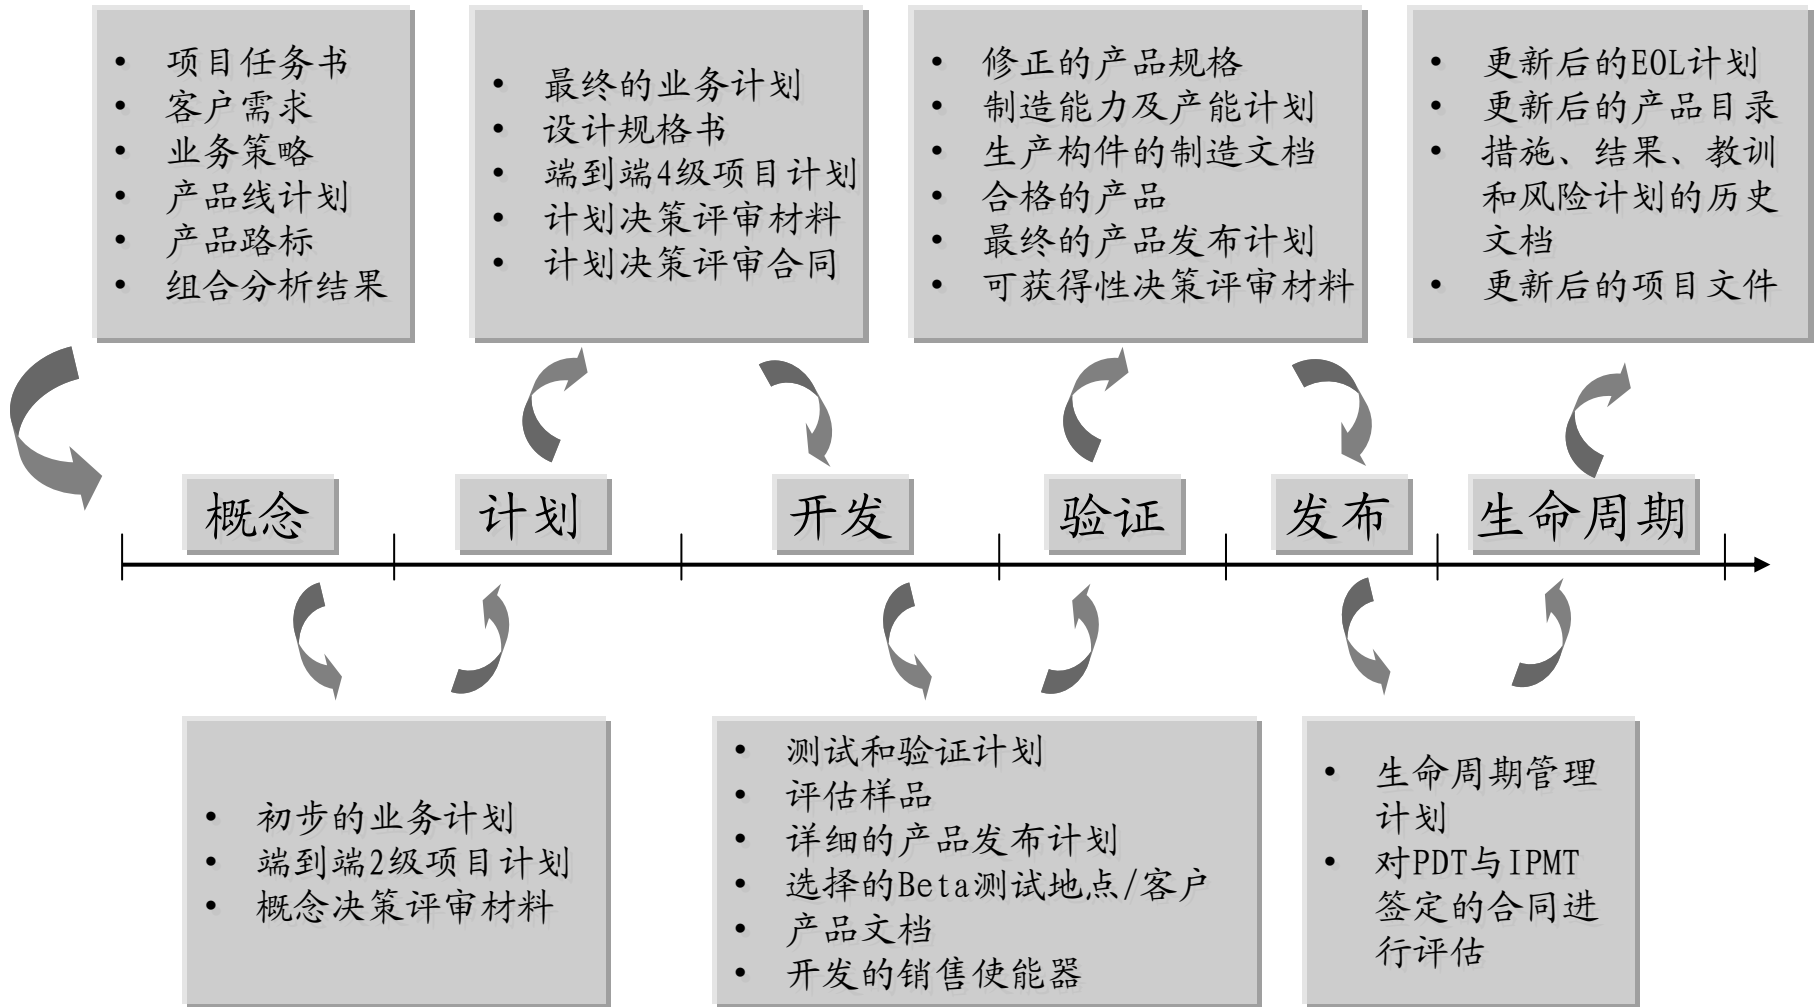 • 项目任务书
• 客户需求
• 业务策略
• 产品线计划
• 产品路标
• 组合分析结果
• 最终的业务计划
• 设计规格书
• 端到端4级项目计划
• 计划决策评审材料
• 计划决策评审合同
• 修正的产品规格
• 制造能力及产能计划
• 生产构件的制造文档
• 合格的产品
• 最终的产品发布计划
• 可获得性决策评审材料
• 更新后的EOL计划
• 更新后的产品目录
• 措施、结果、教训
和风险计划的历史
文档
• 更新后的项目文件
概念
计划
开发
验证
发布
生命周期
• 初步的业务计划
• 端到端2级项目计划
• 概念决策评审材料
• 测试和验证计划
• 评估样品
• 详细的产品发布计划
• 选择的Beta测试地点/客户
• 产品文档
• 开发的销售使能器
• 生命周期管理
计划
• 对PDT与IPMT
签定的合同进
行评估